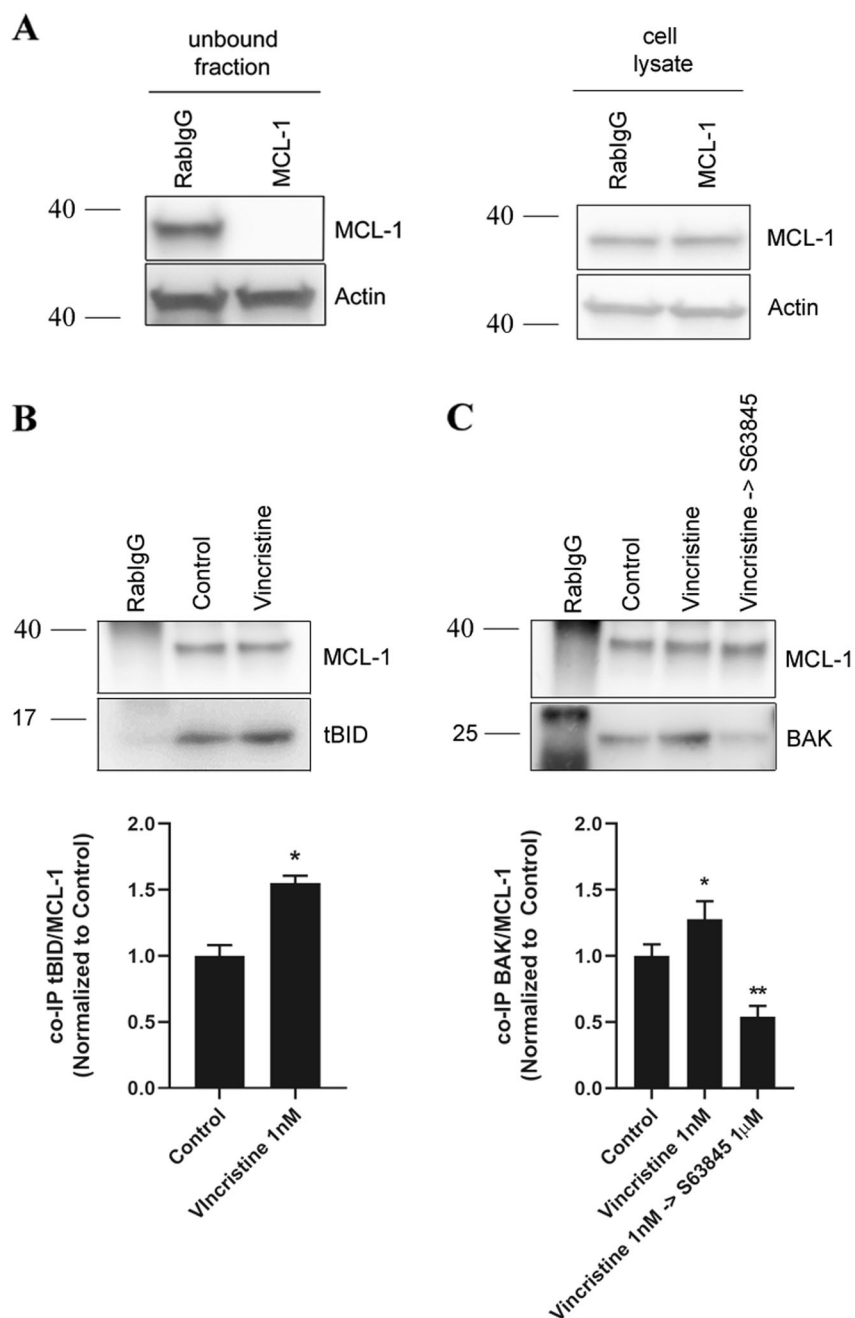 A
unbound
fraction
RabIgG
MCL-1
40
MCL-1
40
Actin
cell
lysate
RabIgG
MCL-1
40
MCL-1
40
Actin
B
RabIgG
Control
Vincristine
40
MCL-1
17
tBID
co-IP tBID/MCL-1
(Normalized to Control)
2.0
1.5
1.0
0.5
0.0
*
Control
VIncristine 1nM
C
RabIgG
Control
Vincristine
Vincristine -> S63845
40
MCL-1
25
BAK
co-IP BAK/MCL-1
(Normalized to Control)
2.0
1.5
1.0
0.5
0.0
*
**
Control
Vincristine 1nM
Vincristine 1nM -> S63845 1μM